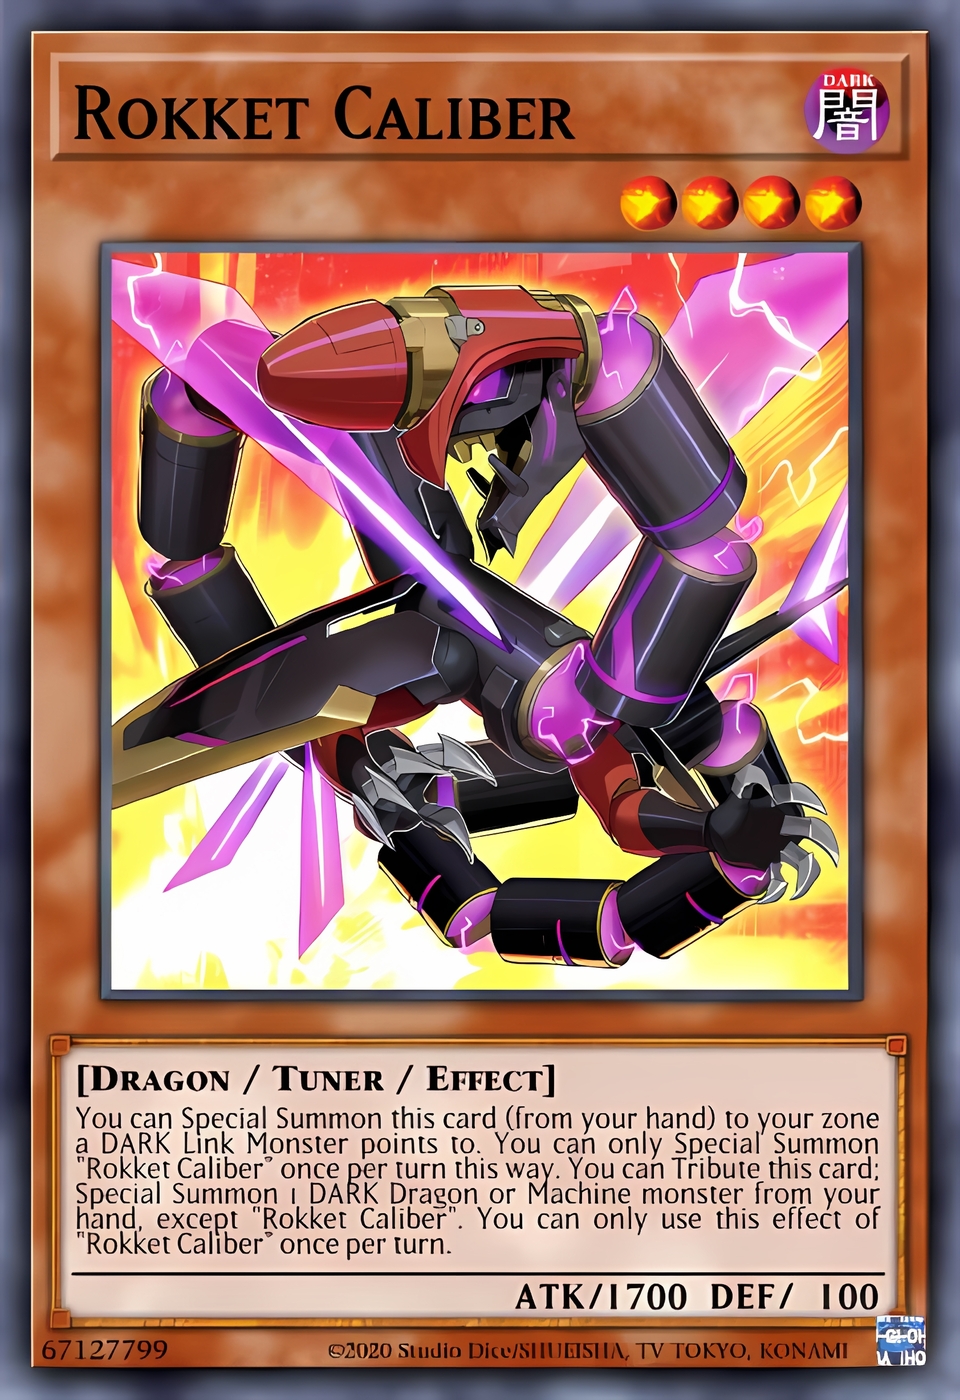 Rokket Caliber
DARK
闇
[Dragon / Tuner / Effect]
You can Special Summon this card (from your hand) to your zone
a DARK Link Monster points to. You can only Special Summon
"Rokket Caliber" once per turn this way. You can Tribute this card;
Special Summon 1 DARK Dragon or Machine monster from your
hand, except "Rokket Caliber". You can only use this effect of
"Rokket Caliber" once per turn.
ATK/1700 DEF/ 100
67127799
©2020 Studio Dice/SHUEISHA, TV TOKYO, KONAMI